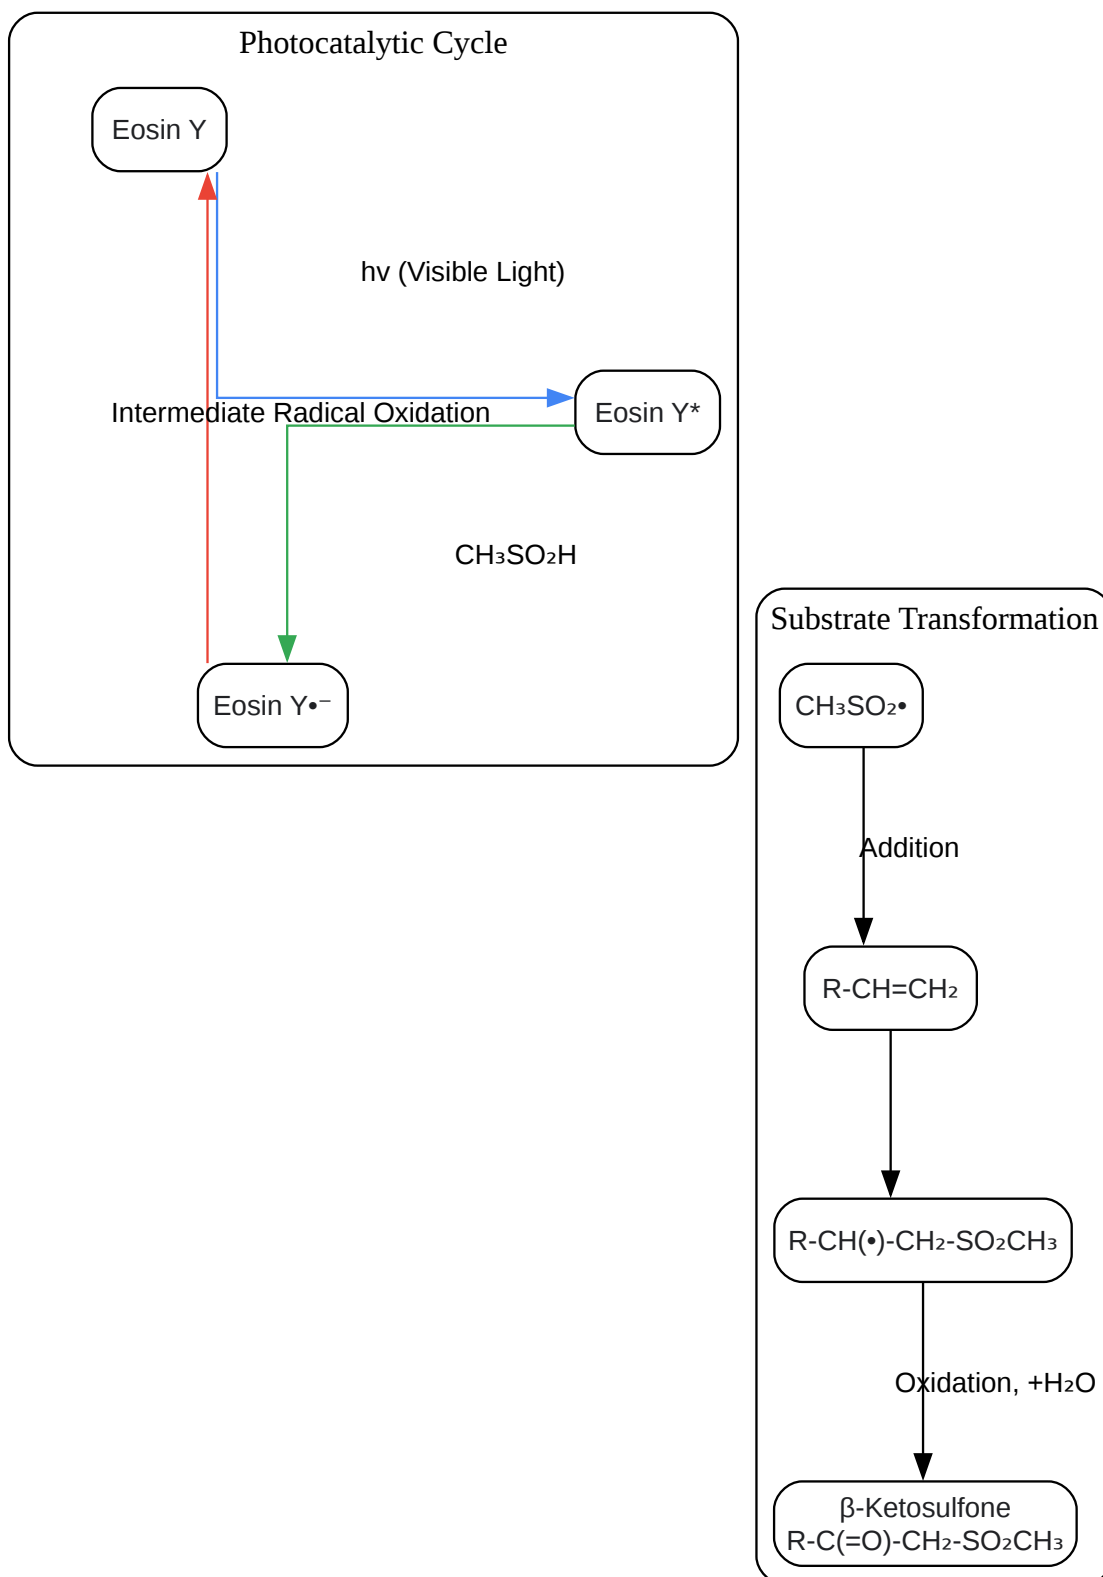 Photocatalytic Cycle
Eosin Y
hv (Visible Light)
Intermediate Radical Oxidation
Eosin Y*
CH₃SO₂H
Eosin Y•⁻
Substrate Transformation
CH₃SO₂•
Addition
R-CH=CH₂
R-CH(•)-CH₂-SO₂CH₃
Oxidation, +H₂O
β-Ketosulfone
R-C(=O)-CH₂-SO₂CH₃